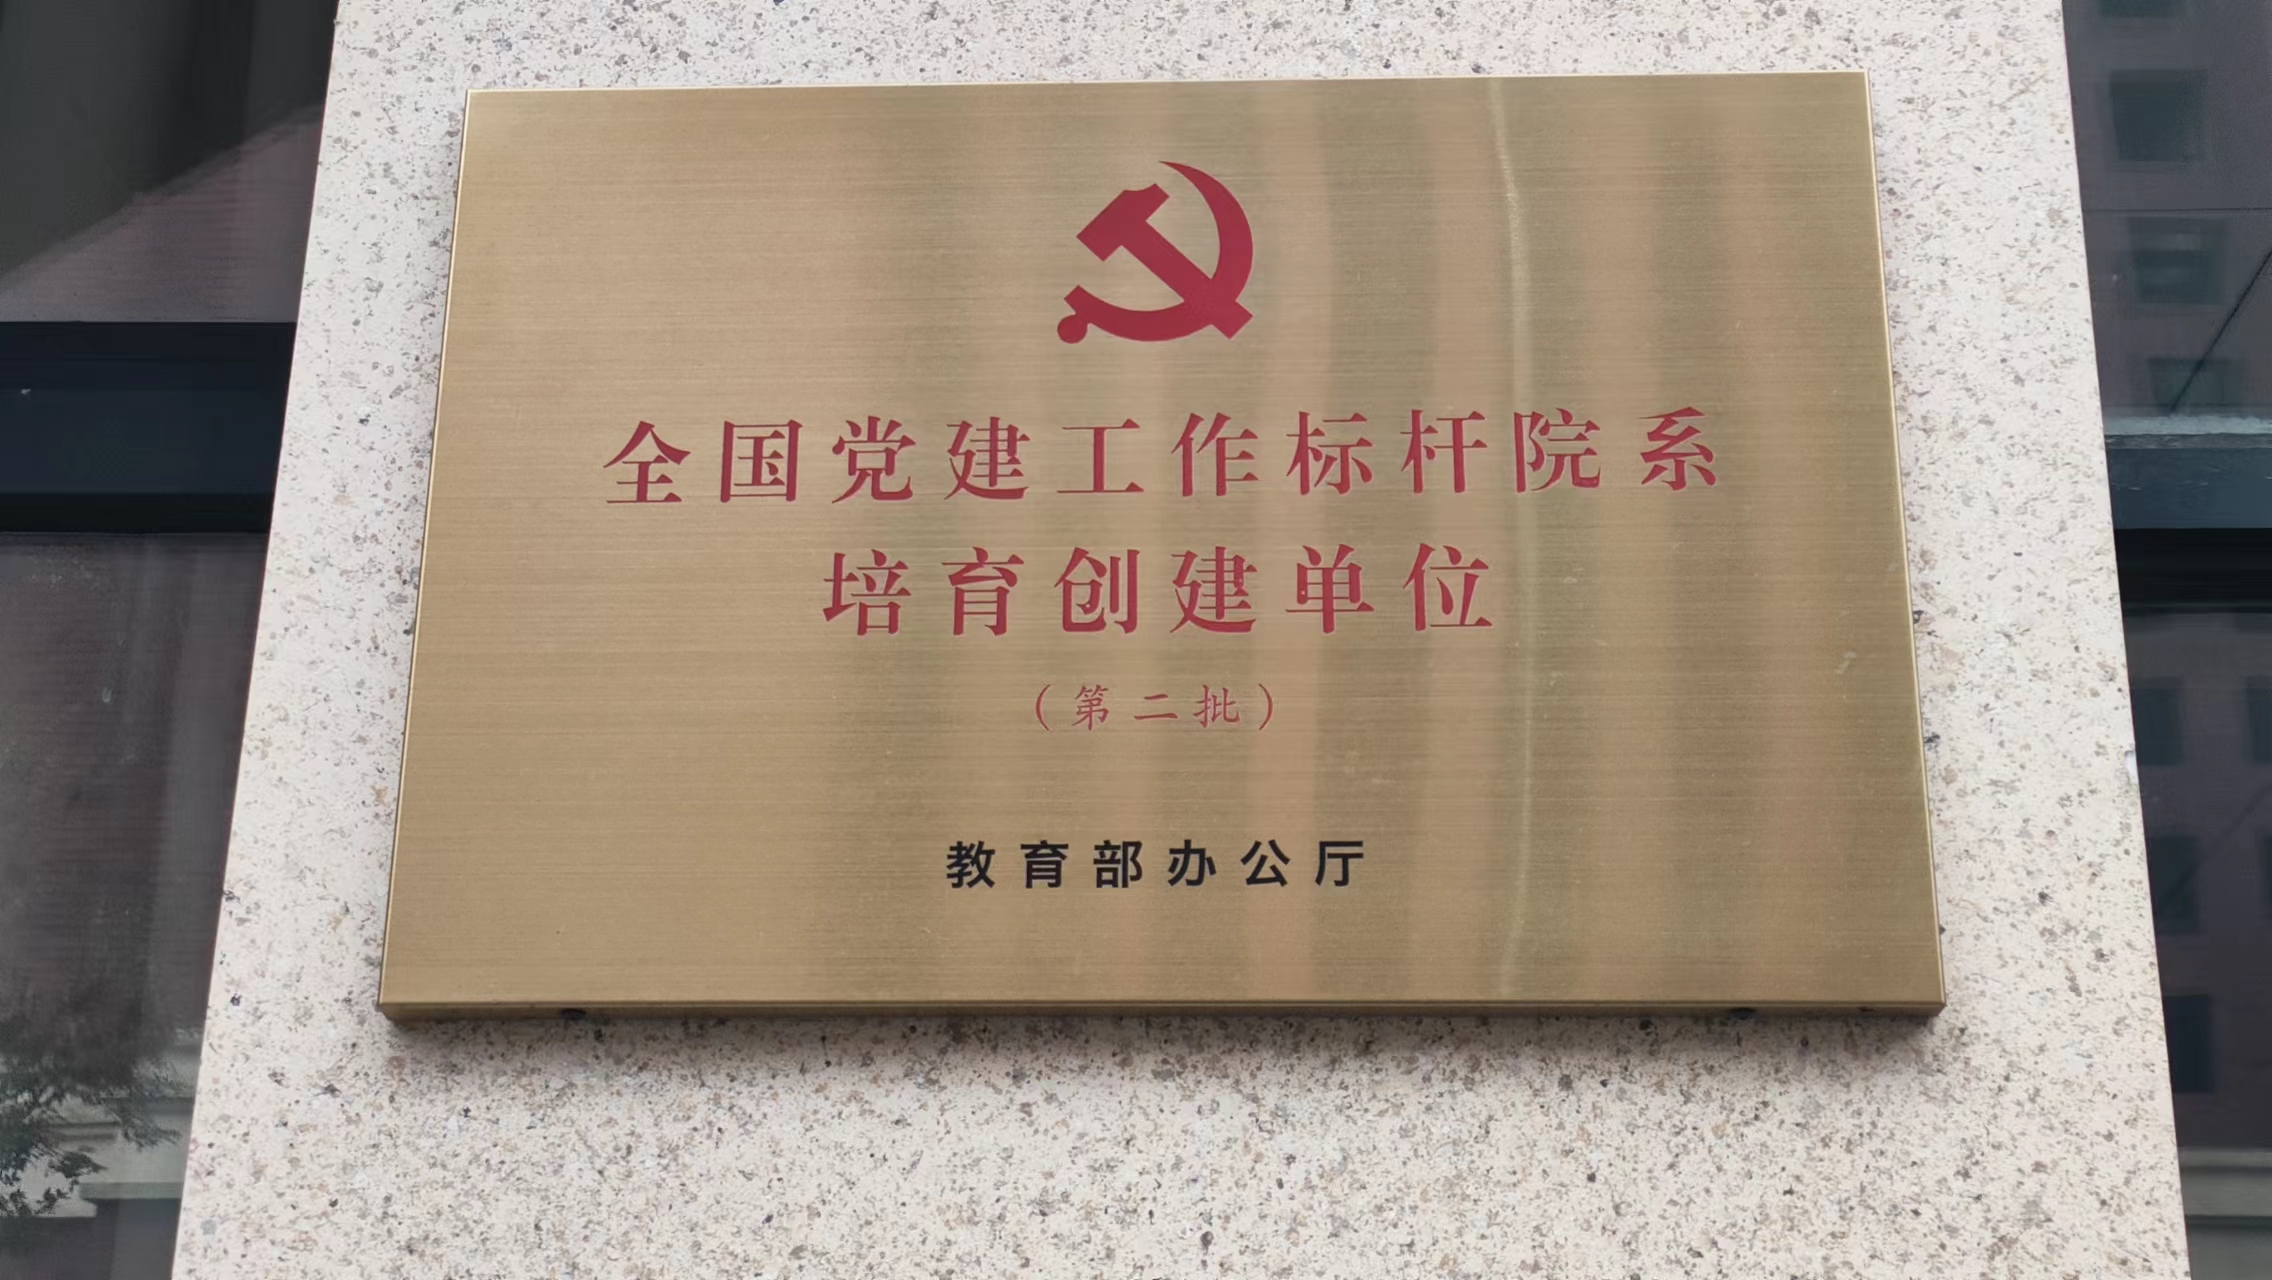 全国党建工作标杆院系
培育创建单位
（第二批）
教育部办公厅